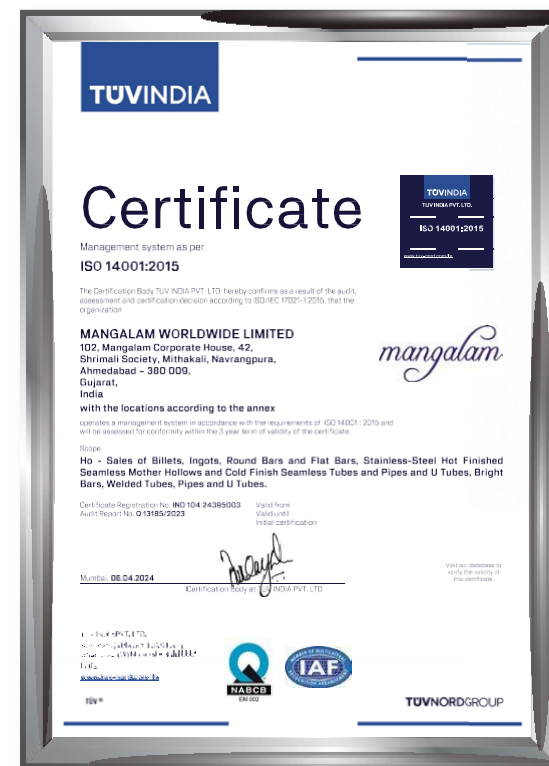 TÜVINDIA
Certificate
TÜVINDIA
TUV INDIA PVT. LTD.
ISO 14001:2015
Management system as per
ISO 14001:2015
The Certification Body TUV INDIA PVT. LTD. hereby confirms as a result of the audit,
assessment and certification decision according to ISO/IEC 17021-1:2015, that the
organization
MANGALAM WORLDWIDE LIMITED
102, Mangalam Corporate House, 42,
Shrimali Society, Mithakali, Navrangpura,
Ahmedabad – 380 009,
Gujarat,
India
mangalam
with the locations according to the annex
operates a management system in accordance with the requirements of ISO 14001 : 2015 and
will be assessed for conformity within the 3 year term of validity of the certificate.
Scope
Ho - Sales of Billets, Ingots, Round Bars and Flat Bars, Stainless-Steel Hot Finished
Seamless Mother Hollows and Cold Finish Seamless Tubes and Pipes and U Tubes, Bright
Bars, Welded Tubes, Pipes and U Tubes.
Certificate Registration No. IND 104 24395003
Audit Report No. Q 13185/2023
Valid from
Valid until
Initial certification
Mumbai, 08.04.2024
Certification Body at TUV INDIA PVT. LTD
Visit our database to
verify the validity of
this certificate
NABCB
EM 002
MEMBER OF MULTILATERAL
IAF
RECOGNITION ARRANGEMENT
TÜV ®
TÜVNORDGROUP